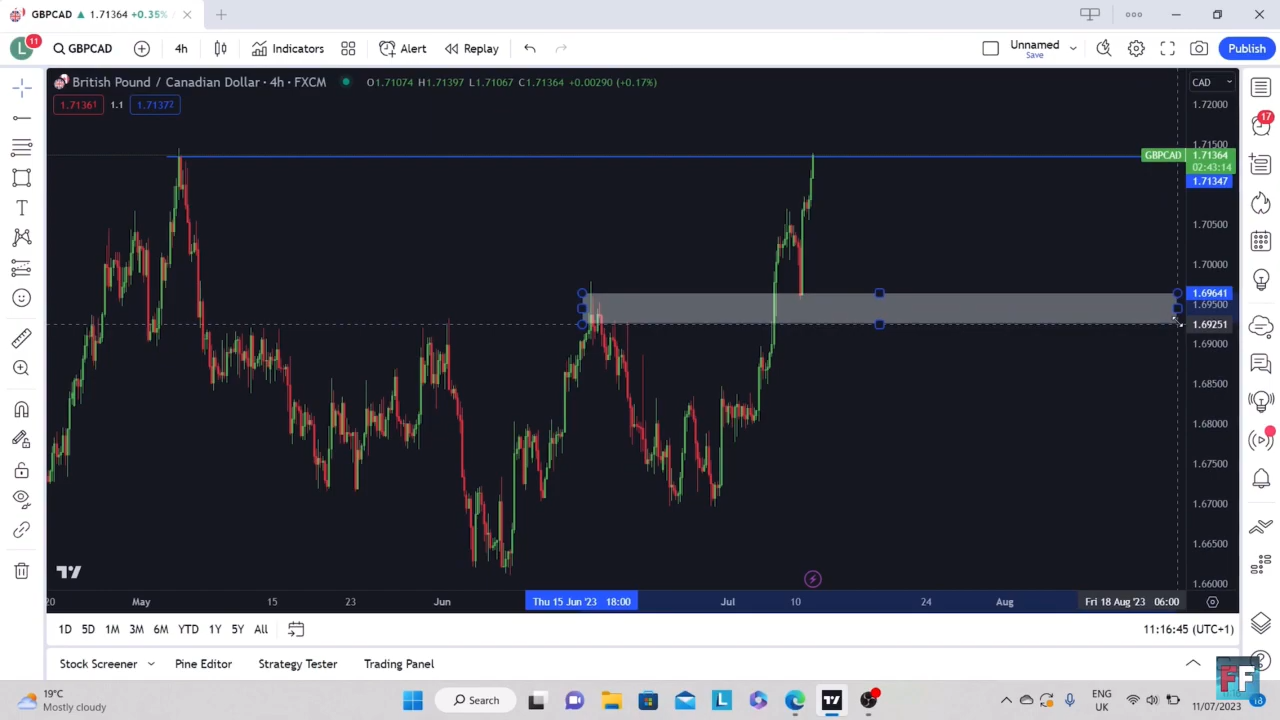 GBPCAD ▲ 1.71364 +0.35%
L 11 GBPCAD 4h Indicators Alert Replay Unnamed Publish
Save
British Pound / Canadian Dollar · 4h · FXCM O1.71074 H1.71397 L1.71067 C1.71364 +0.00290 (+0.17%)
1.71361 1.1 1.71372
CAD
1.72000
1.71500
GBPCAD 1.71364
02:43:14
1.71347
1.70500
1.70000
1.69641
1.69500
1.69251
1.69000
1.68500
1.68000
1.67500
1.67000
1.66500
1.66000
17
20 May 15 23 Jun Thu 15 Jun '23 18:00 Jul 10 24 Aug Fri 18 Aug '23 06:00
1D 5D 1M 3M 6M YTD 1Y 5Y All 11:16:45 (UTC+1)
Stock Screener Pine Editor Strategy Tester Trading Panel
FF
19°C
Mostly cloudy
Search
ENG
UK
11/07/2023
18